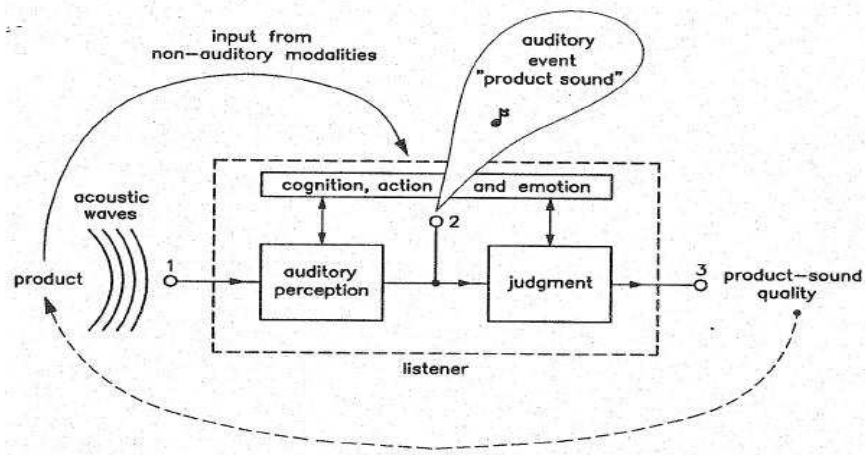 input from
non-auditory modalities
auditory
event
"product sound"
acoustic
waves
cognition, action and emotion
2
1
3
product
auditory
perception
judgment
product-sound
quality
listener